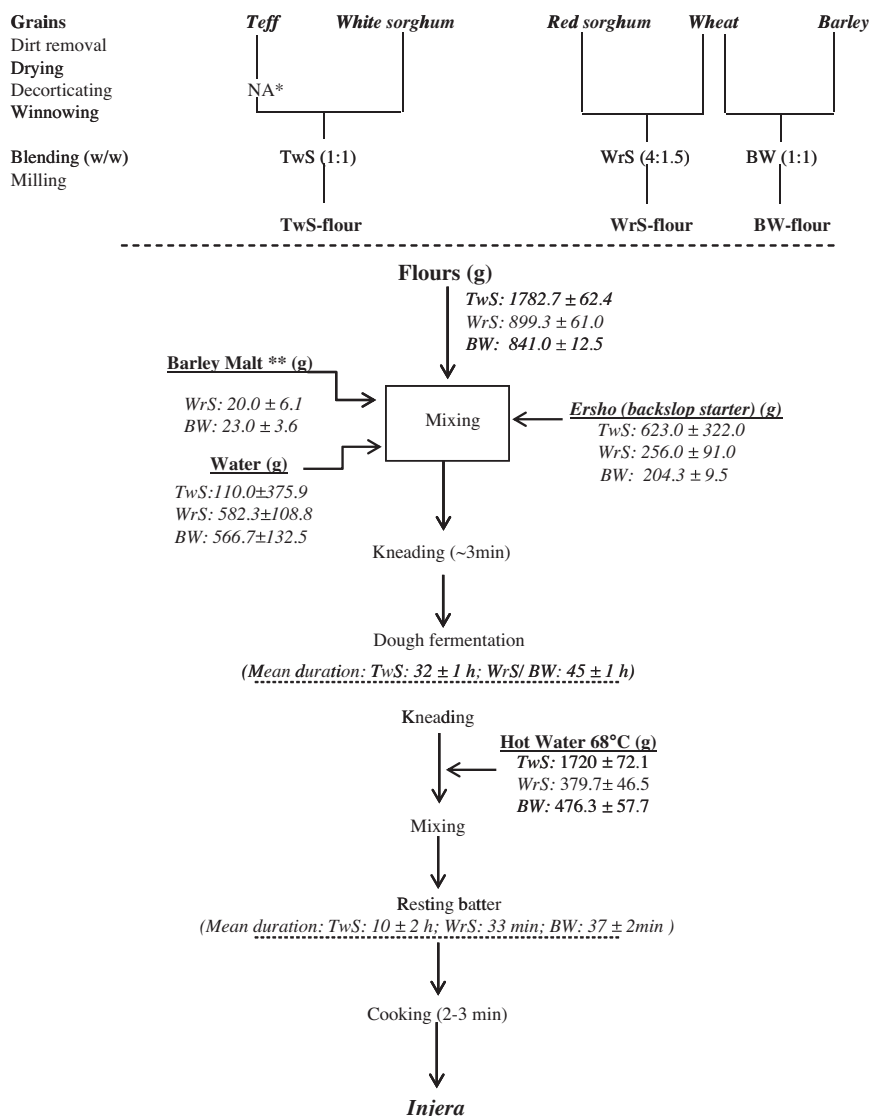 Grains Teff White sorghum Red sorghum Wheat Barley
Dirt removal
Drying
Decorticating NA*
Winnowing
Blending (w/w) TwS (1:1) WrS (4:1.5) BW (1:1)
Milling
TwS-flour WrS-flour BW-flour
Flours (g)
TwS: 1782.7 ± 62.4
WrS: 899.3 ± 61.0
BW: 841.0 ± 12.5
Barley Malt ** (g)
WrS: 20.0 ± 6.1
BW: 23.0 ± 3.6
Mixing
Ersho (backslop starter) (g)
TwS: 623.0 ± 322.0
WrS: 256.0 ± 91.0
BW: 204.3 ± 9.5
Water (g)
TwS:110.0±375.9
WrS: 582.3±108.8
BW: 566.7±132.5
Kneading (~3min)
Dough fermentation
(Mean duration: TwS: 32 ± 1 h; WrS/ BW: 45 ± 1 h)
Kneading
Hot Water 68°C (g)
TwS: 1720 ± 72.1
WrS: 379.7± 46.5
BW: 476.3 ± 57.7
Mixing
Resting batter
(Mean duration: TwS: 10 ± 2 h; WrS: 33 min; BW: 37 ± 2min )
Cooking (2-3 min)
Injera